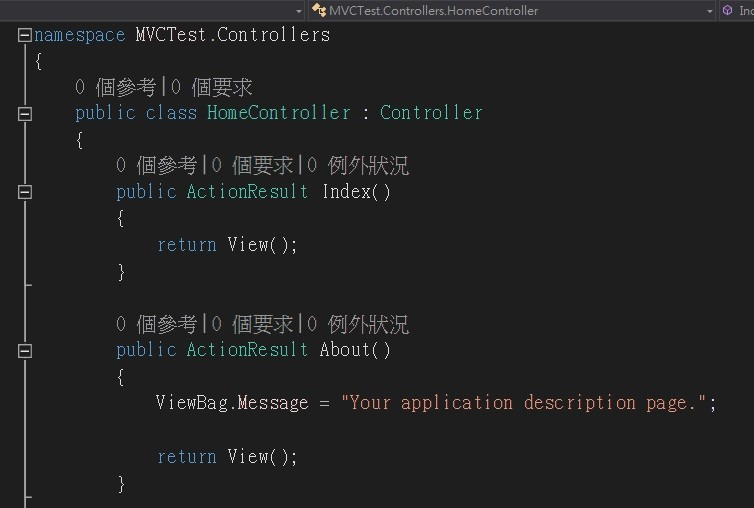 MVCTest.Controllers.HomeController
namespace MVCTest.Controllers
{
0 個參考|0 個要求
public class HomeController : Controller
{
0 個參考|0 個要求|0 例外狀況
public ActionResult Index()
{
return View();
}
0 個參考|0 個要求|0 例外狀況
public ActionResult About()
{
ViewBag.Message = "Your application description page.";
return View();
}